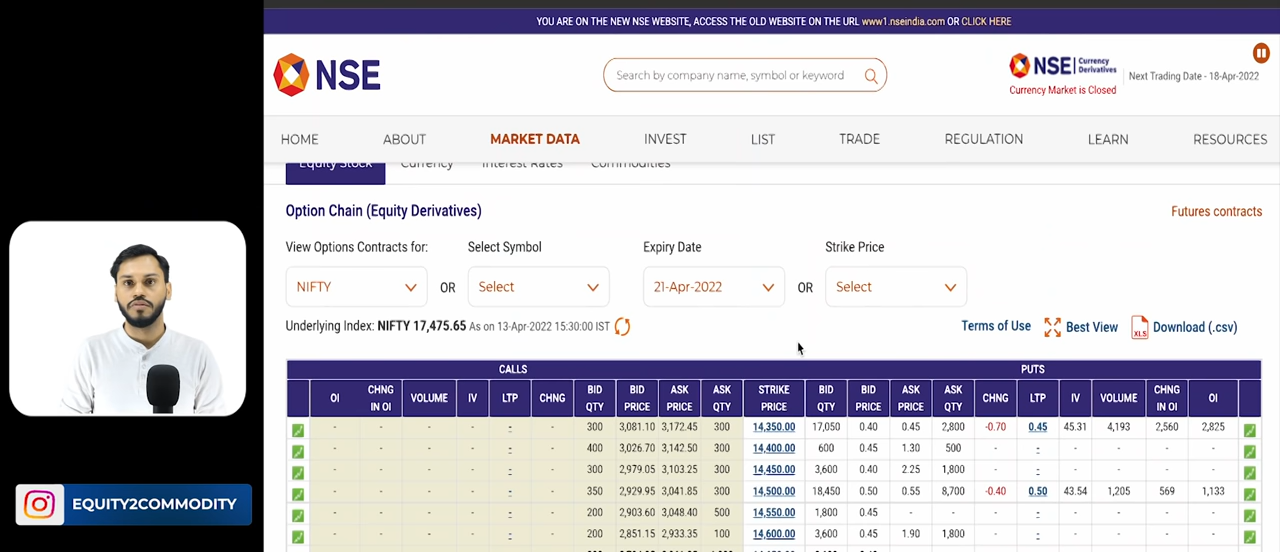 YOU ARE ON THE NEW NSE WEBSITE, ACCESS THE OLD WEBSITE ON THE URL www1.nseindia.com OR CLICK HERE
NSE
Search by company name, symbol or keyword
NSE Currency Derivatives
Currency Market is Closed
Next Trading Date - 18-Apr-2022
HOME ABOUT MARKET DATA INVEST LIST TRADE REGULATION LEARN RESOURCES
Equity Stock Currency Interest Rates Commodities
Option Chain (Equity Derivatives) Futures contracts
View Options Contracts for: Select Symbol Expiry Date Strike Price
NIFTY OR Select 21-Apr-2022 OR Select
Underlying Index: NIFTY 17,475.65 As on 13-Apr-2022 15:30:00 IST Terms of Use Best View XLS Download (.csv)
CALLS PUTS
OI CHNG IN OI VOLUME IV LTP CHNG BID QTY BID PRICE ASK PRICE ASK QTY STRIKE PRICE BID QTY BID PRICE ASK PRICE ASK QTY CHNG LTP IV VOLUME CHNG IN OI OI
- - - - - - 300 3,081.10 3,172.45 300 14,350.00 17,050 0.40 0.45 2,800 -0.70 0.45 45.31 4,193 2,560 2,825
- - - - - - 400 3,026.70 3,142.50 300 14,400.00 600 0.45 1.30 500 - - - - - -
- - - - - - 300 2,979.05 3,103.25 300 14,450.00 3,600 0.40 2.25 1,800 - - - - - -
- - - - - - 350 2,929.95 3,041.85 300 14,500.00 18,450 0.50 0.55 8,700 -0.40 0.50 43.54 1,205 569 1,133
- - - - - - 200 2,903.60 3,048.40 500 14,550.00 1,800 0.45 - - - - - - - -
- - - - - - 200 2,851.15 2,933.35 100 14,600.00 3,600 0.45 1.90 1,800 - - - - - -
EQUITY2COMMODITY